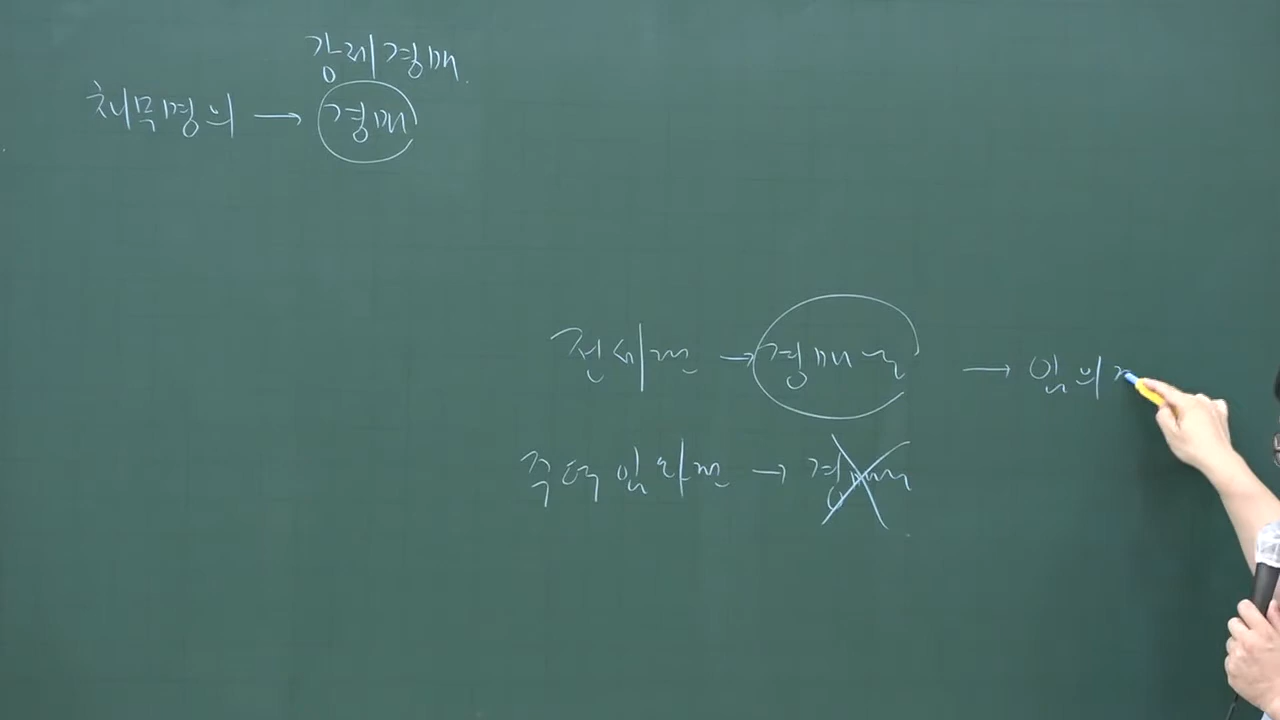 강제경매
채무명의 → 경매
전세권 → 경매 → 임의
주택임차권 → 경매